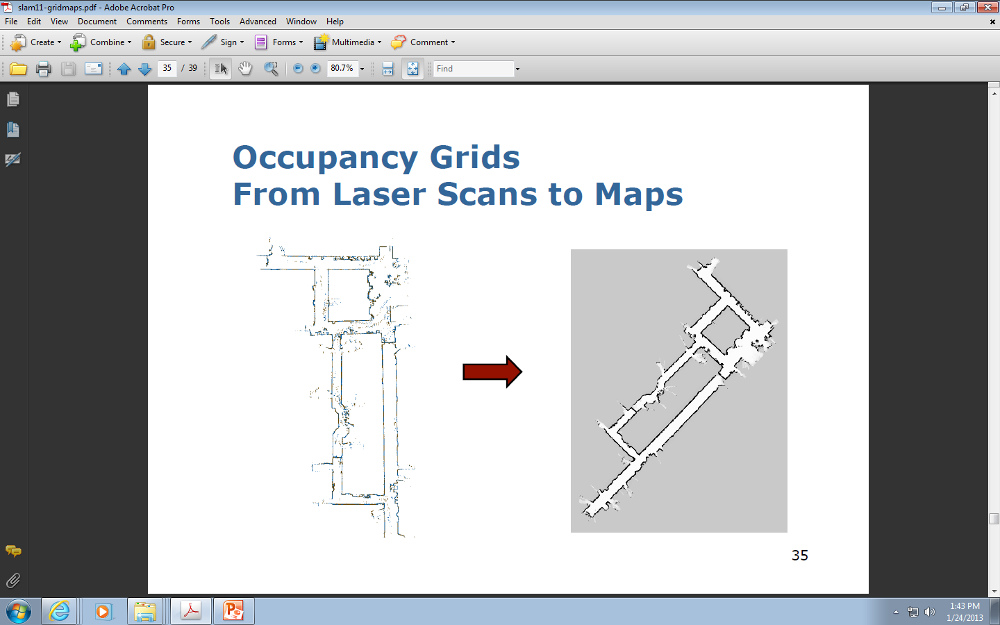 slam11-gridmaps.pdf - Adobe Acrobat Pro
File Edit View Document Comments Forms Tools Advanced Window Help
Create Combine Secure Sign Forms Multimedia Comment
35 / 39 80.7% Find
Occupancy Grids
From Laser Scans to Maps
35
1:43 PM
1/24/2013